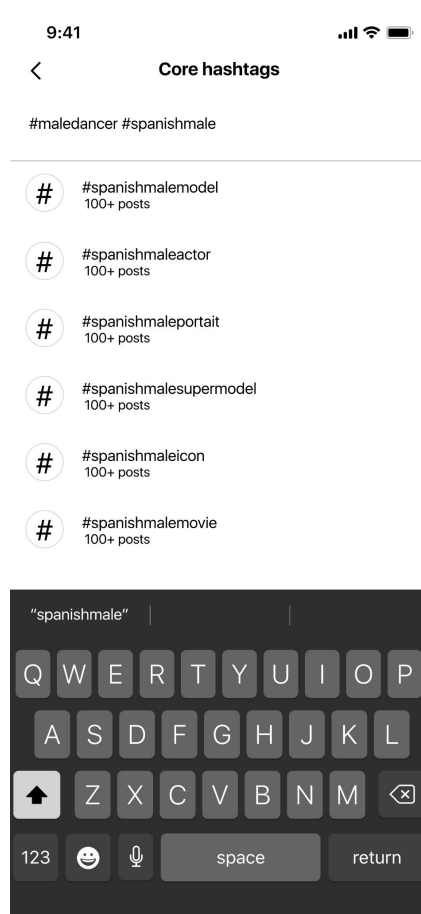 9:41
Core hashtags
#maledancer #spanishmale
#spanishmalemodel
100+ posts
#spanishmaleactor
100+ posts
#spanishmaleportait
100+ posts
#spanishmalesupermodel
100+ posts
#spanishmaleicon
100+ posts
#spanishmalemovie
100+ posts
"spanishmale"
Q W E R T Y U I O P
A S D F G H J K L
Z X C V B N M
123 space return